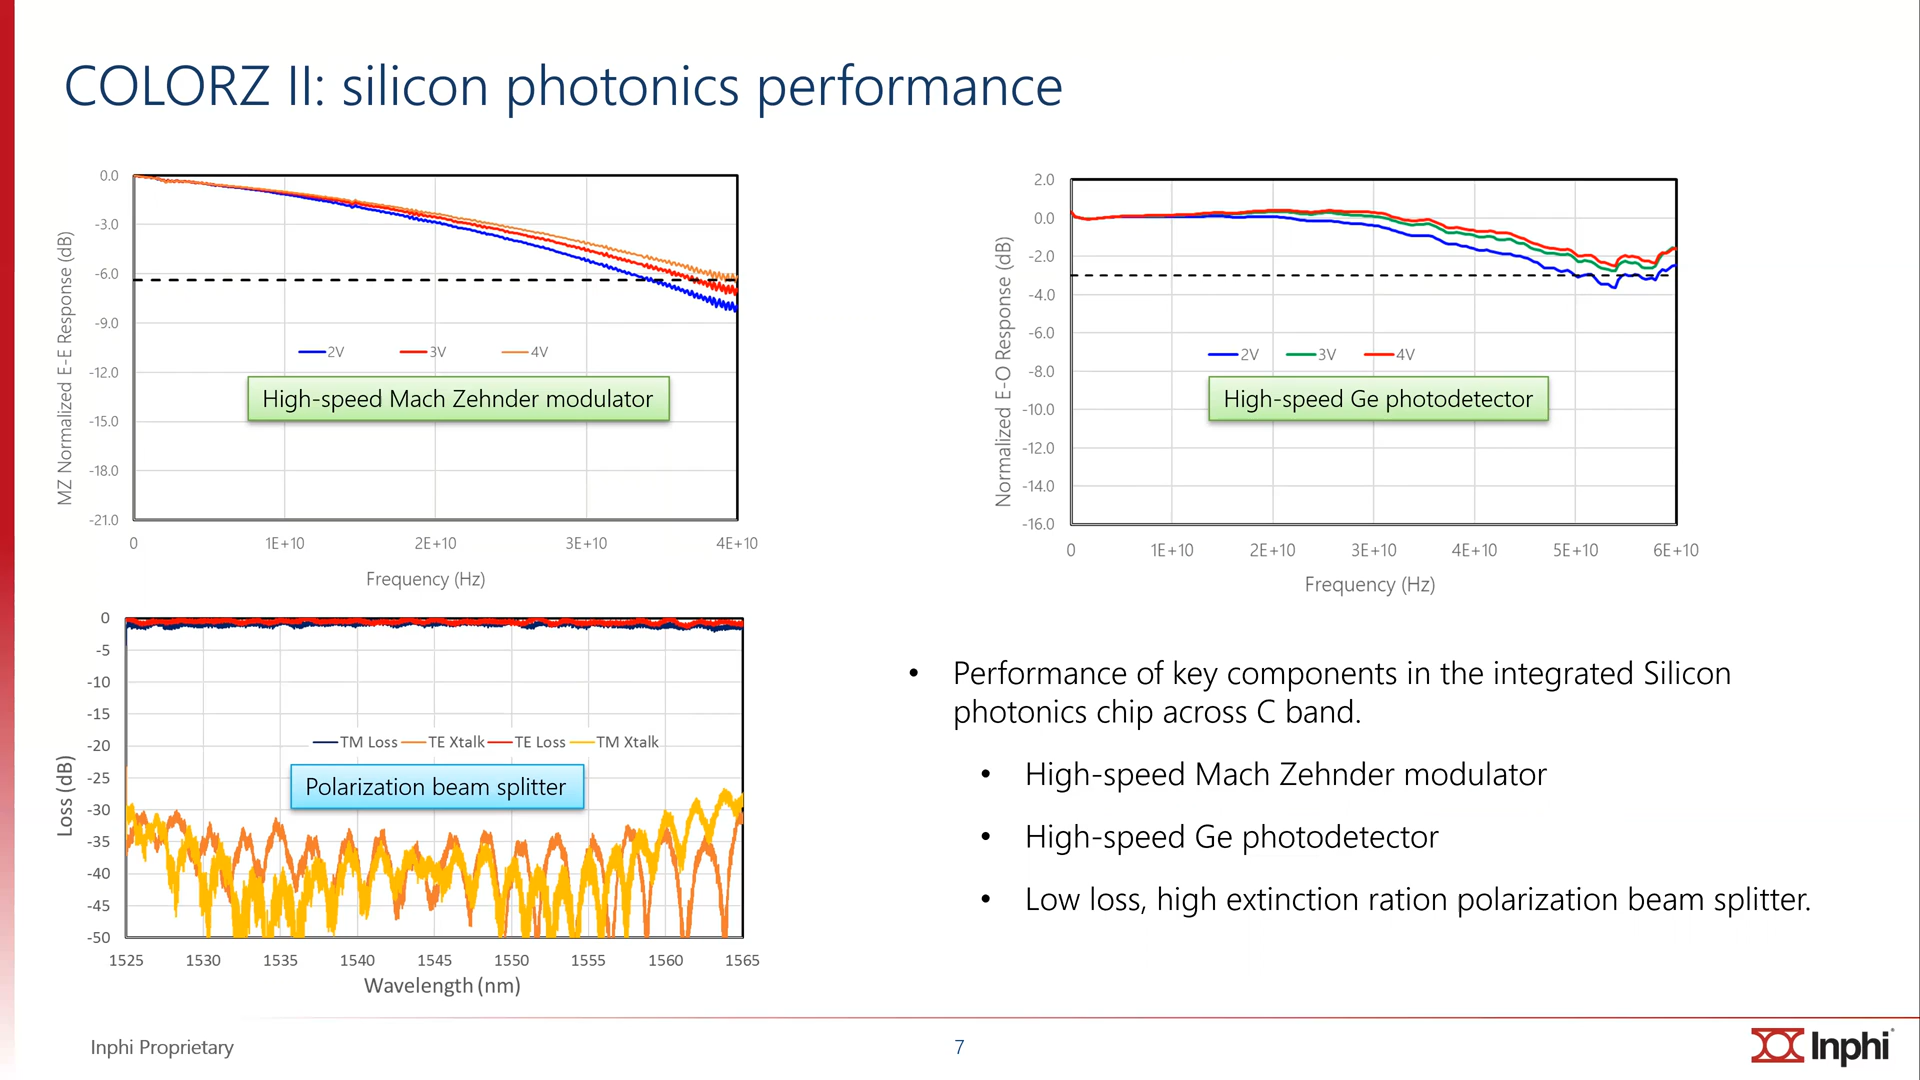 COLORZ II: silicon photonics performance
MZ Normalized E-E Response (dB)
0.0
-3.0
-6.0
-9.0
-12.0
-15.0
-18.0
-21.0
2V 3V 4V
High-speed Mach Zehnder modulator
0 1E+10 2E+10 3E+10 4E+10
Frequency (Hz)
Normalized E-O Response (dB)
2.0
0.0
-2.0
-4.0
-6.0
-8.0
-10.0
-12.0
-14.0
-16.0
2V 3V 4V
High-speed Ge photodetector
0 1E+10 2E+10 3E+10 4E+10 5E+10 6E+10
Frequency (Hz)
Loss (dB)
0
-5
-10
-15
-20
-25
-30
-35
-40
-45
-50
TM Loss TE Xtalk TE Loss TM Xtalk
Polarization beam splitter
1525 1530 1535 1540 1545 1550 1555 1560 1565
Wavelength (nm)
• Performance of key components in the integrated Silicon
photonics chip across C band.
• High-speed Mach Zehnder modulator
• High-speed Ge photodetector
• Low loss, high extinction ration polarization beam splitter.
Inphi Proprietary
7
Inphi